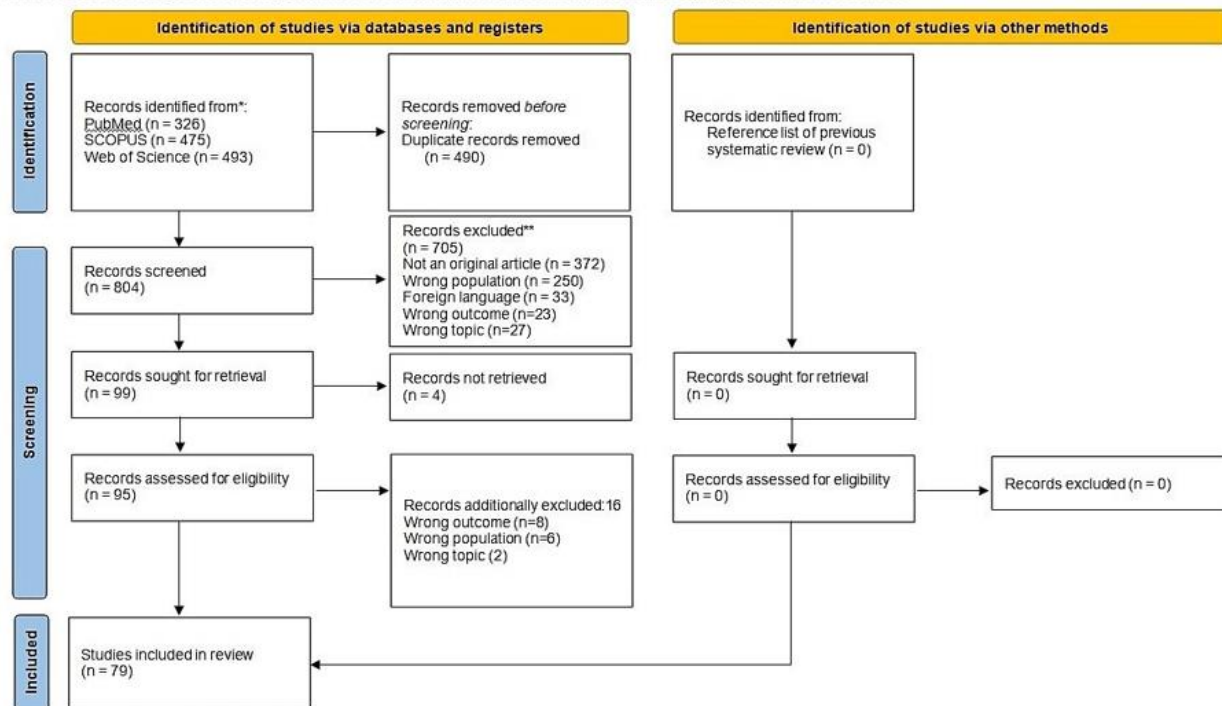 Identification of studies via databases and registers
Identification of studies via other methods
Identification
Records identified from*:
PubMed (n = 326)
SCOPUS (n = 475)
Web of Science (n = 493)
Records removed before
screening:
Duplicate records removed
(n = 490)
Records identified from:
Reference list of previous
systematic review (n = 0)
Screening
Records screened
(n = 804)
Records excluded**
(n = 705)
Not an original article (n = 372)
Wrong population (n = 250)
Foreign language (n = 33)
Wrong outcome (n=23)
Wrong topic (n=27)
Records sought for retrieval
(n = 99)
Records not retrieved
(n = 4)
Records sought for retrieval
(n = 0)
Records assessed for eligibility
(n = 95)
Records additionally excluded:16
Wrong outcome (n=8)
Wrong population (n=6)
Wrong topic (2)
Records assessed for eligibility
(n = 0)
Records excluded (n = 0)
Included
Studies included in review
(n = 79)